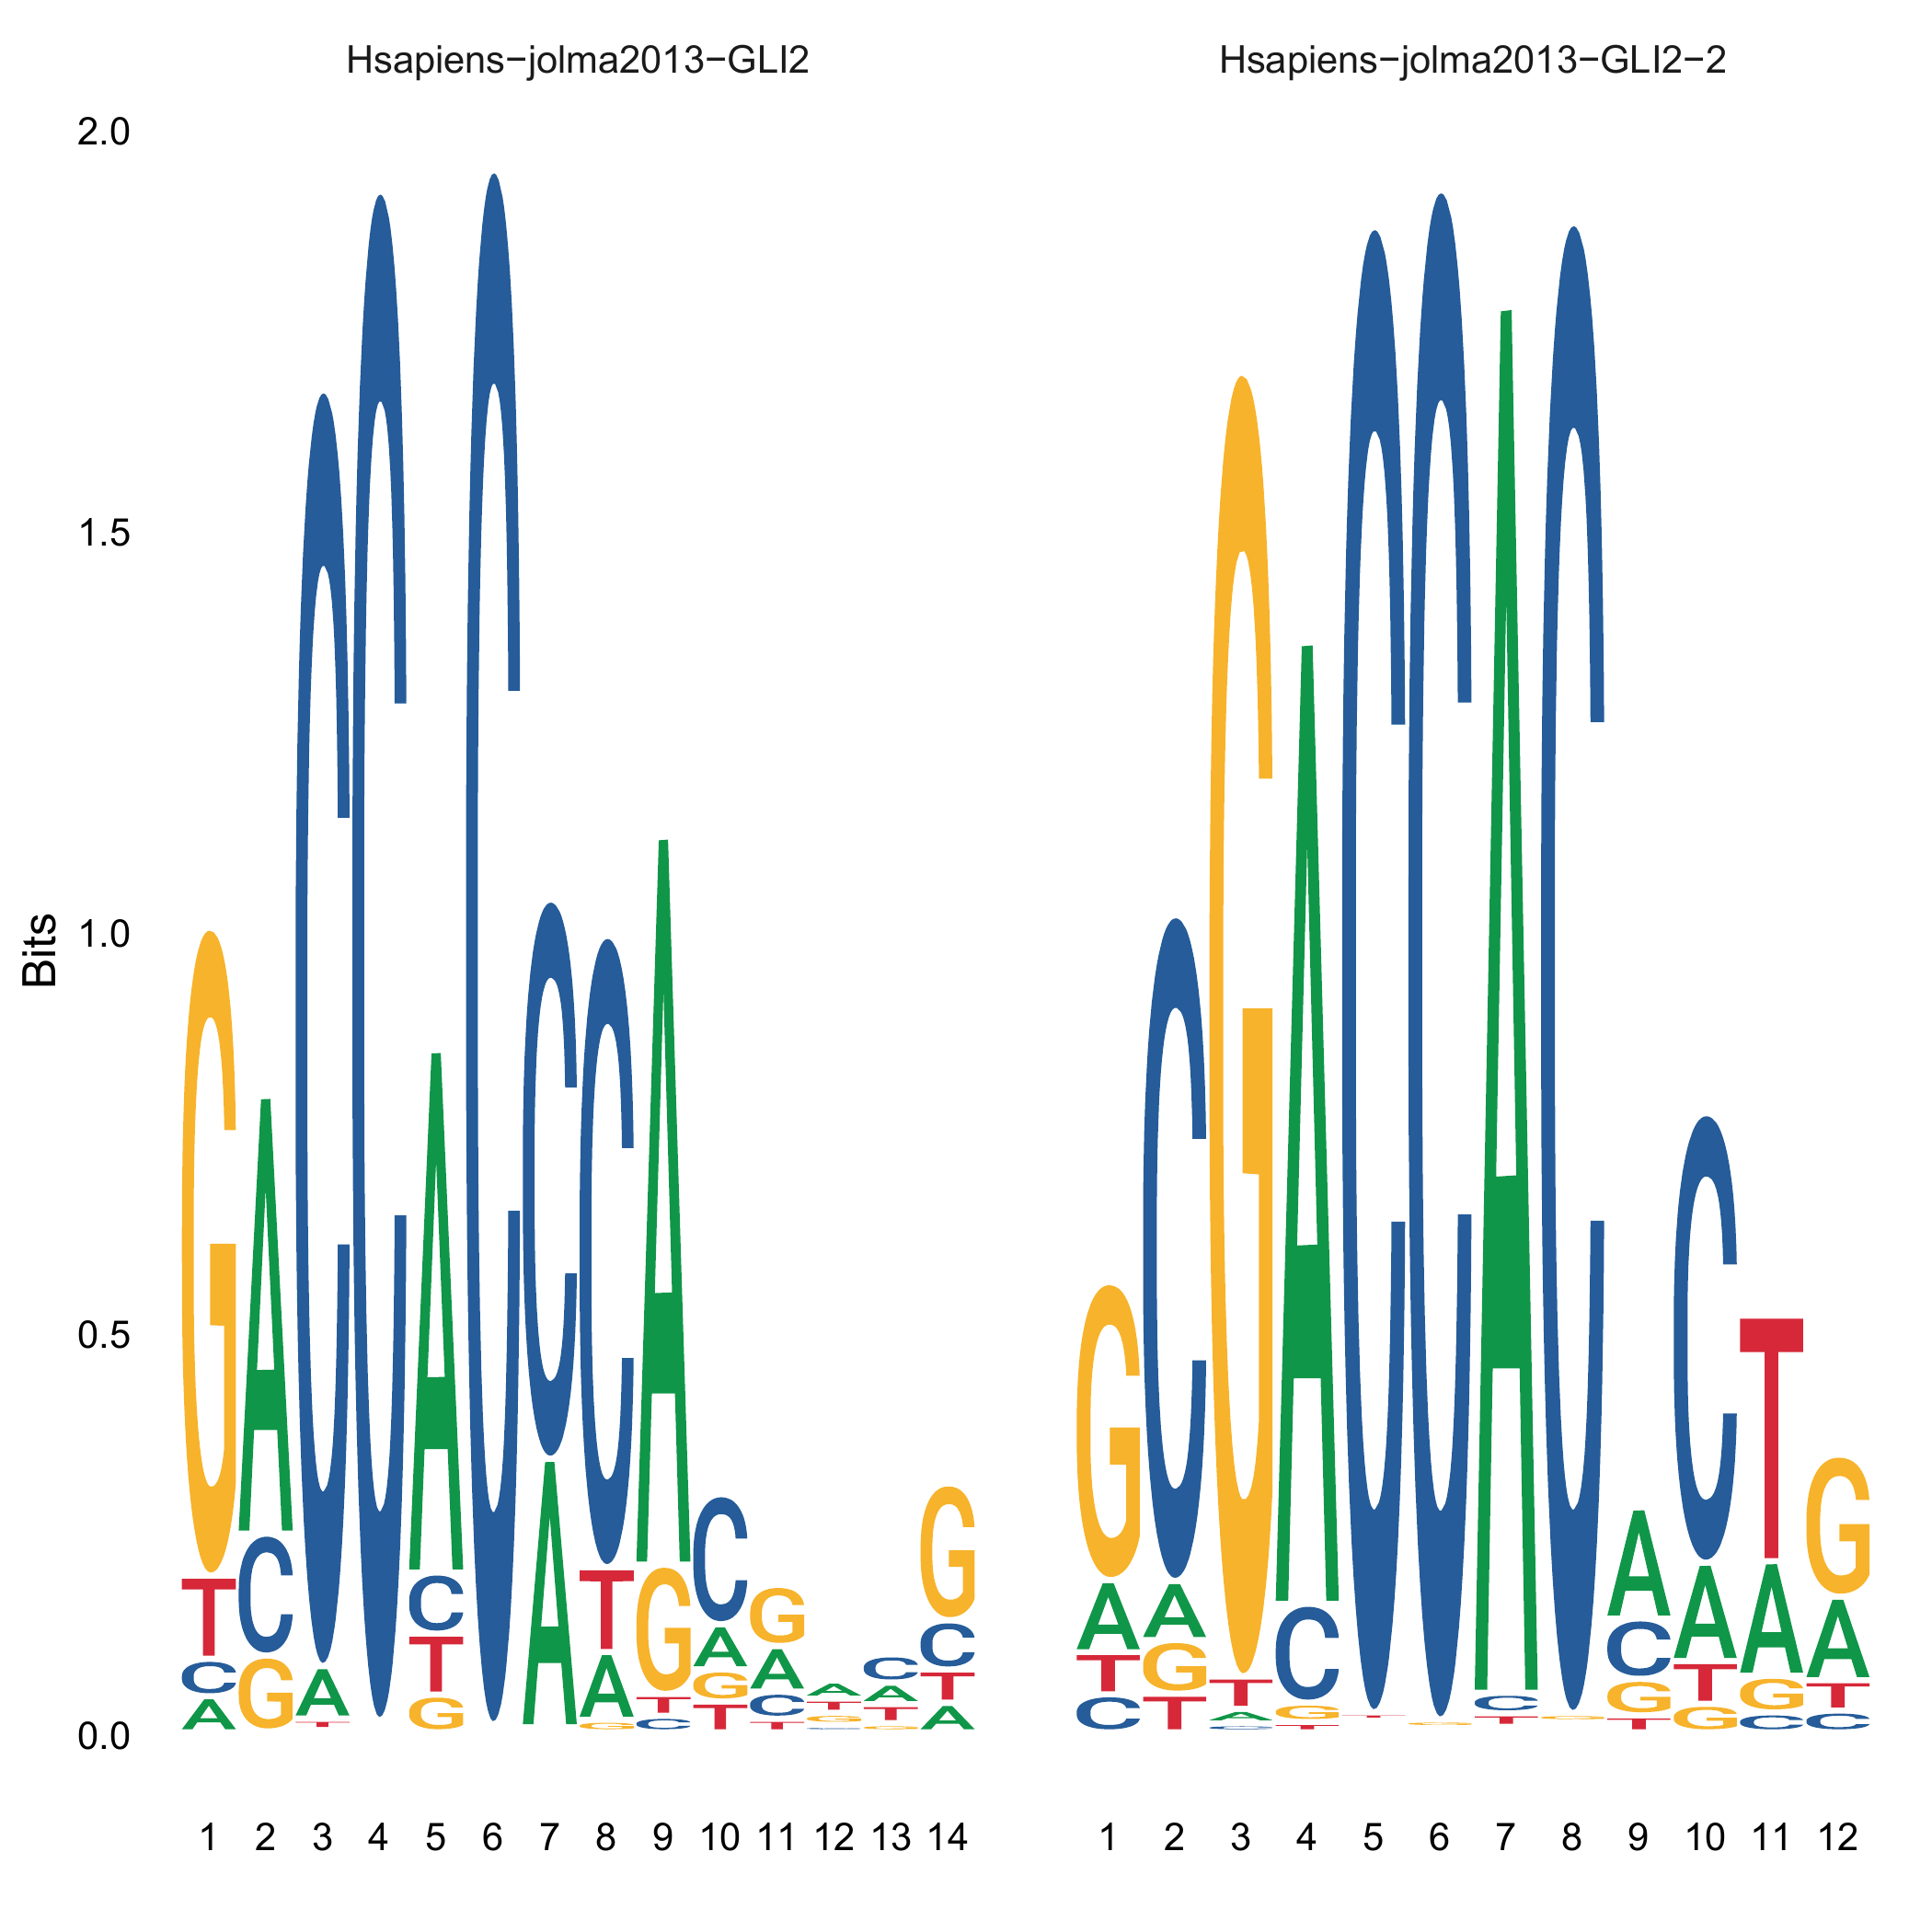 Hsapiens−jolma2013−GLI2 Hsapiens−jolma2013−GLI2−2
2.0
1.5
1.0
0.5
0.0
Bits
G A C C A C C C A C G A C G
T C A C A T G A A T A C
C G T T A T G C G T T
A G G C T T C G A
G C G A C C A C C A C A C T G
A A T C C C A A A
T G A G T G T G T
C T C T T G C C
1 2 3 4 5 6 7 8 9 10 11 12 13 14
1 2 3 4 5 6 7 8 9 10 11 12